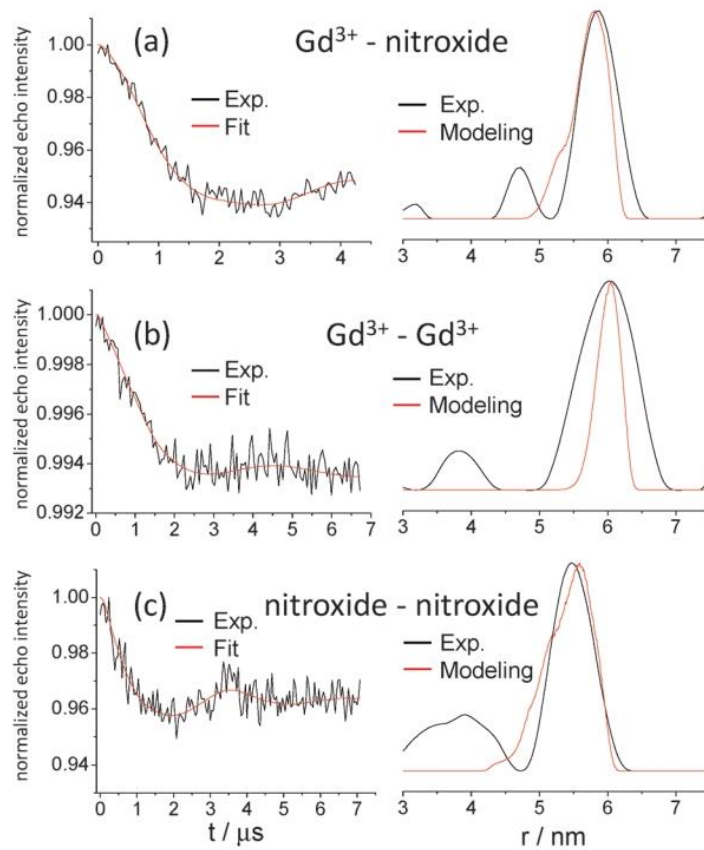 (a) Gd³⁺ - nitroxide
normalized echo intensity
1.00
0.98
0.96
0.94
Exp.
Fit
0 1 2 3 4
Exp.
Modeling
3 4 5 6 7
(b) Gd³⁺ - Gd³⁺
normalized echo intensity
1.000
0.998
0.996
0.994
0.992
Exp.
Fit
0 1 2 3 4 5 6 7
Exp.
Modeling
3 4 5 6 7
(c) nitroxide - nitroxide
normalized echo intensity
1.00
0.98
0.96
0.94
Exp.
Fit
0 1 2 3 4 5 6 7
t / μs
Exp.
Modeling
3 4 5 6 7
r / nm